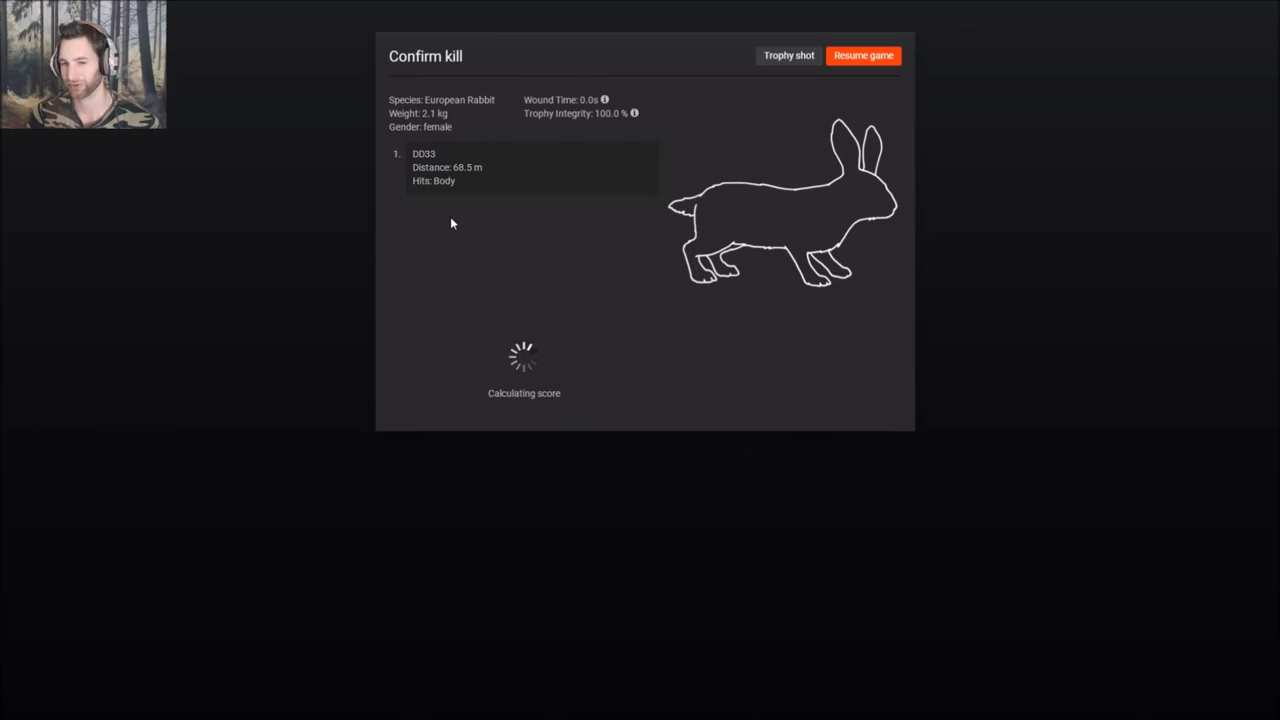 Confirm kill
Trophy shot
Resume game
Species: European Rabbit
Weight: 2.1 kg
Gender: female
Wound Time: 0.0s
Trophy Integrity: 100.0 %
1.
DD33
Distance: 68.5 m
Hits: Body
Calculating score